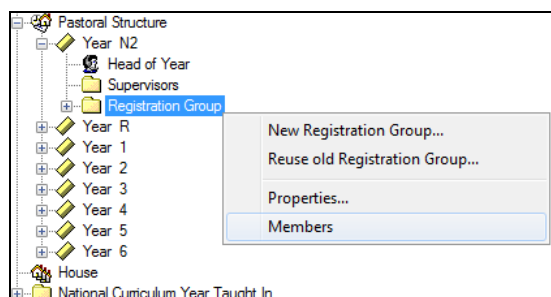 Pastoral Structure
Year N2
Head of Year
Supervisors
Registration Group
New Registration Group...
Year R
Reuse old Registration Group...
Year 1
Year 2
Properties...
Year 3
Members
Year 4
Year 5
Year 6
House
National Curriculum Year Taught In